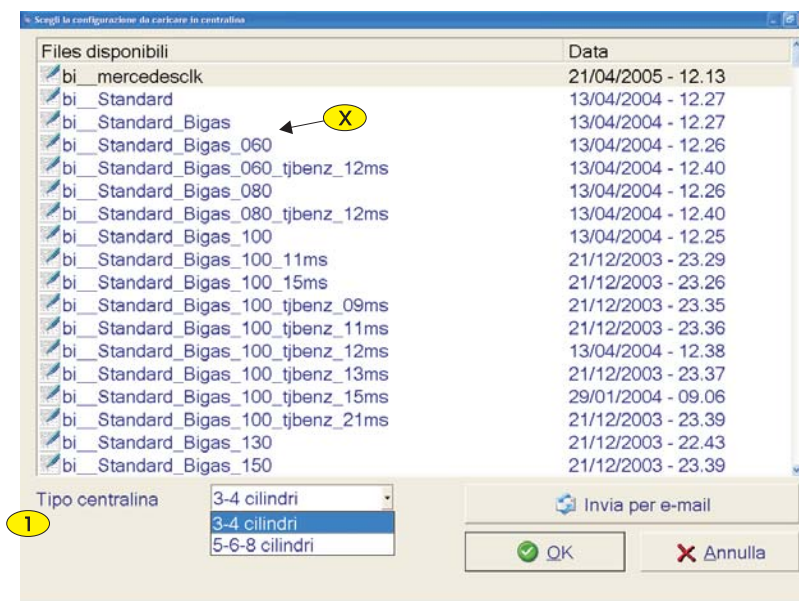 Scegli la configurazione da caricare in centralina
Files disponibili Data
bi__mercedesclk 21/04/2005 - 12.13
bi__Standard 13/04/2004 - 12.27
bi__Standard_Bigas 13/04/2004 - 12.27
X
bi__Standard_Bigas_060 13/04/2004 - 12.26
bi__Standard_Bigas_060_tjbenz_12ms 13/04/2004 - 12.40
bi__Standard_Bigas_080 13/04/2004 - 12.26
bi__Standard_Bigas_080_tjbenz_12ms 13/04/2004 - 12.40
bi__Standard_Bigas_100 13/04/2004 - 12.25
bi__Standard_Bigas_100_11ms 21/12/2003 - 23.29
bi__Standard_Bigas_100_15ms 21/12/2003 - 23.26
bi__Standard_Bigas_100_tjbenz_09ms 21/12/2003 - 23.35
bi__Standard_Bigas_100_tjbenz_11ms 21/12/2003 - 23.36
bi__Standard_Bigas_100_tjbenz_12ms 13/04/2004 - 12.38
bi__Standard_Bigas_100_tjbenz_13ms 21/12/2003 - 23.37
bi__Standard_Bigas_100_tjbenz_15ms 29/01/2004 - 09.06
bi__Standard_Bigas_100_tjbenz_21ms 21/12/2003 - 23.39
bi__Standard_Bigas_130 21/12/2003 - 22.43
bi__Standard_Bigas_150 21/12/2003 - 23.39
Tipo centralina 3-4 cilindri Invia per e-mail
1
3-4 cilindri
5-6-8 cilindri
OK Annulla